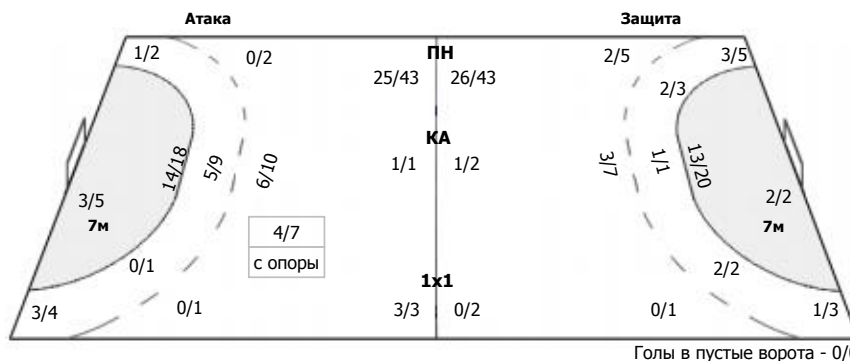 Атака Защита
1/2 0/2 ПН 2/5 3/5
25/43 26/43 2/3
КА
14/18 5/9 6/10 1/1 1/2 3/7 1/1 13/20
3/5 2/2
7м 7м
4/7
0/1 с опоры 2/2
1x1
3/4 0/1 3/3 0/2 0/1 1/3
Голы в пустые ворота - 0/